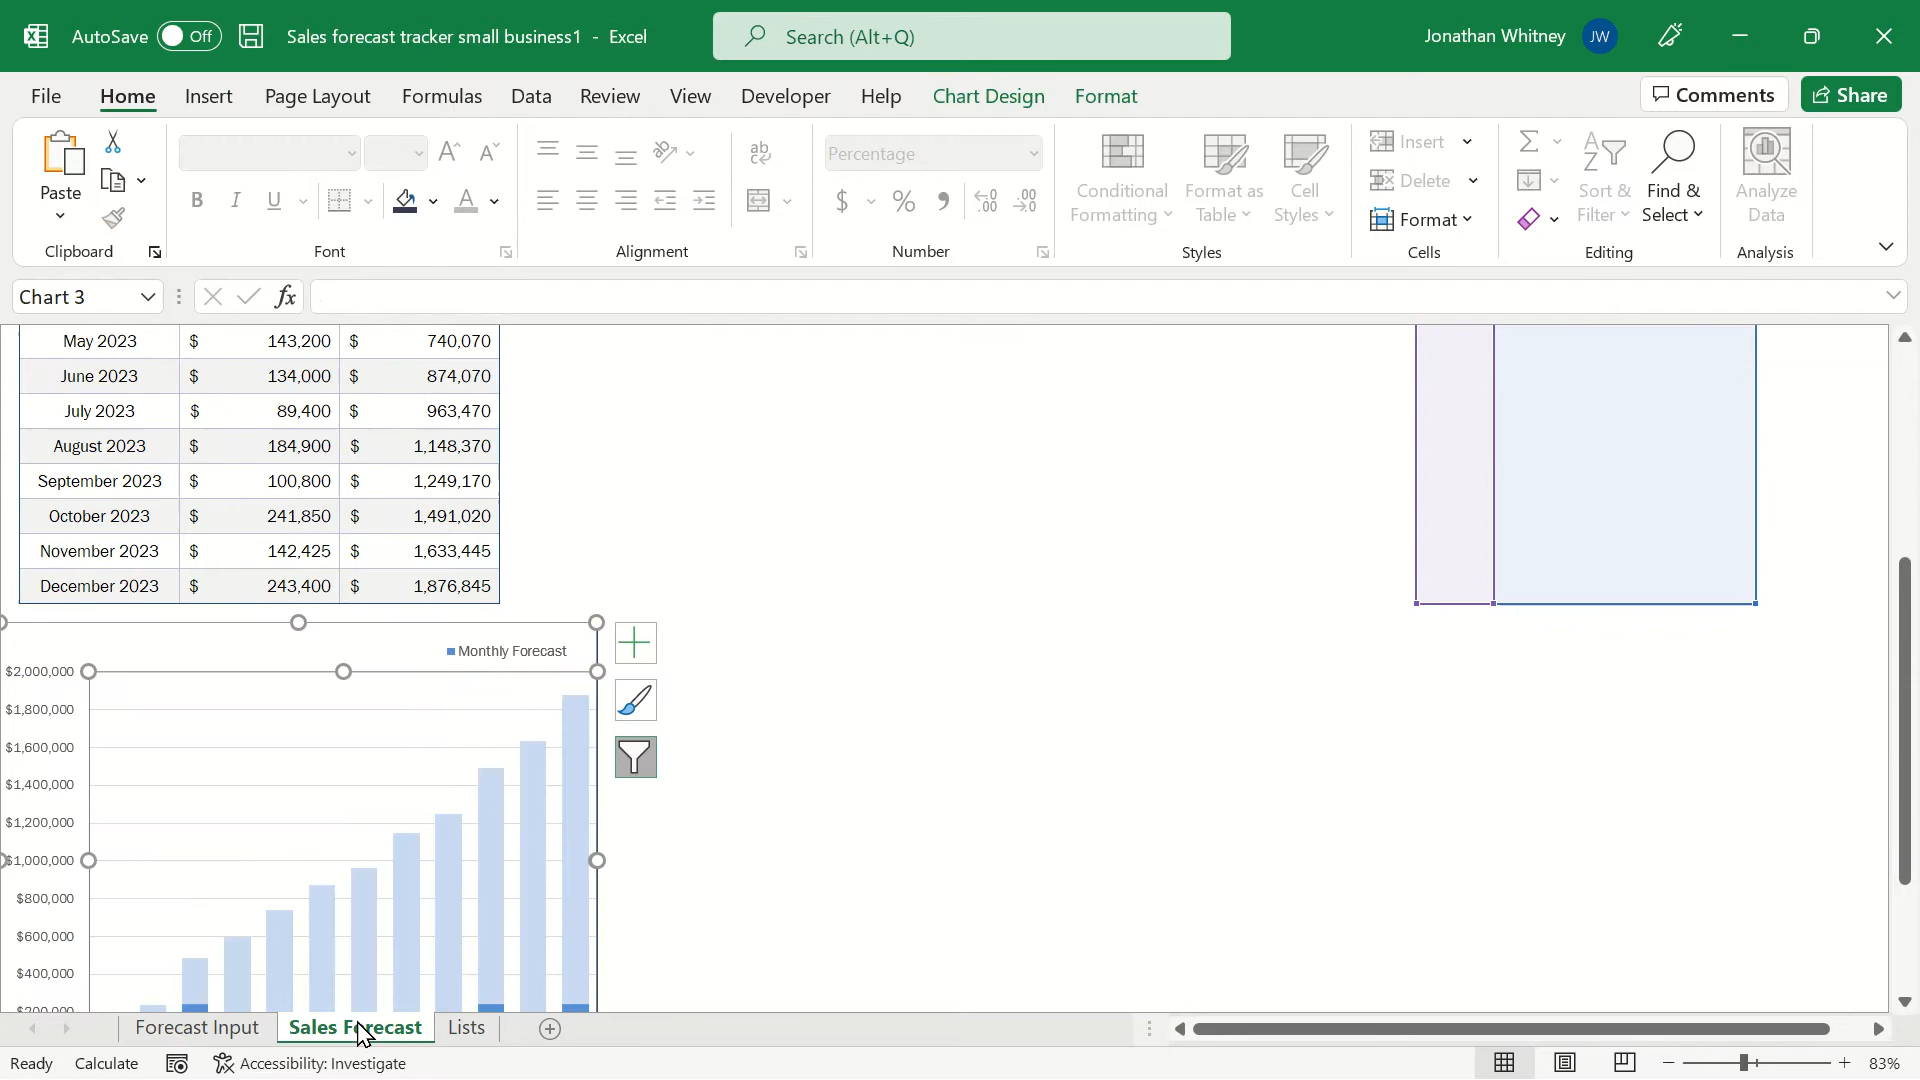 AutoSave Off Sales forecast tracker small business1 - Excel Search (Alt+Q) Jonathan Whitney JW
File Home Insert Page Layout Formulas Data Review View Developer Help Chart Design Format Comments Share
Paste
Clipboard
B I U A
Font
ab
Alignment
Percentage
$ % .00 .00
Number
Conditional Formatting
Format as Table
Cell Styles
Styles
Insert
Delete
Format
Cells
Sort & Filter
Find & Select
Editing
Analyze Data
Analysis
Chart 3 fx
May 2023 $ 143,200 $ 740,070
June 2023 $ 134,000 $ 874,070
July 2023 $ 89,400 $ 963,470
August 2023 $ 184,900 $ 1,148,370
September 2023 $ 100,800 $ 1,249,170
October 2023 $ 241,850 $ 1,491,020
November 2023 $ 142,425 $ 1,633,445
December 2023 $ 243,400 $ 1,876,845
Monthly Forecast
$2,000,000
$1,800,000
$1,600,000
$1,400,000
$1,200,000
$1,000,000
$800,000
$600,000
$400,000
$200,000
Forecast Input Sales Forecast Lists
Ready Calculate Accessibility: Investigate 83%